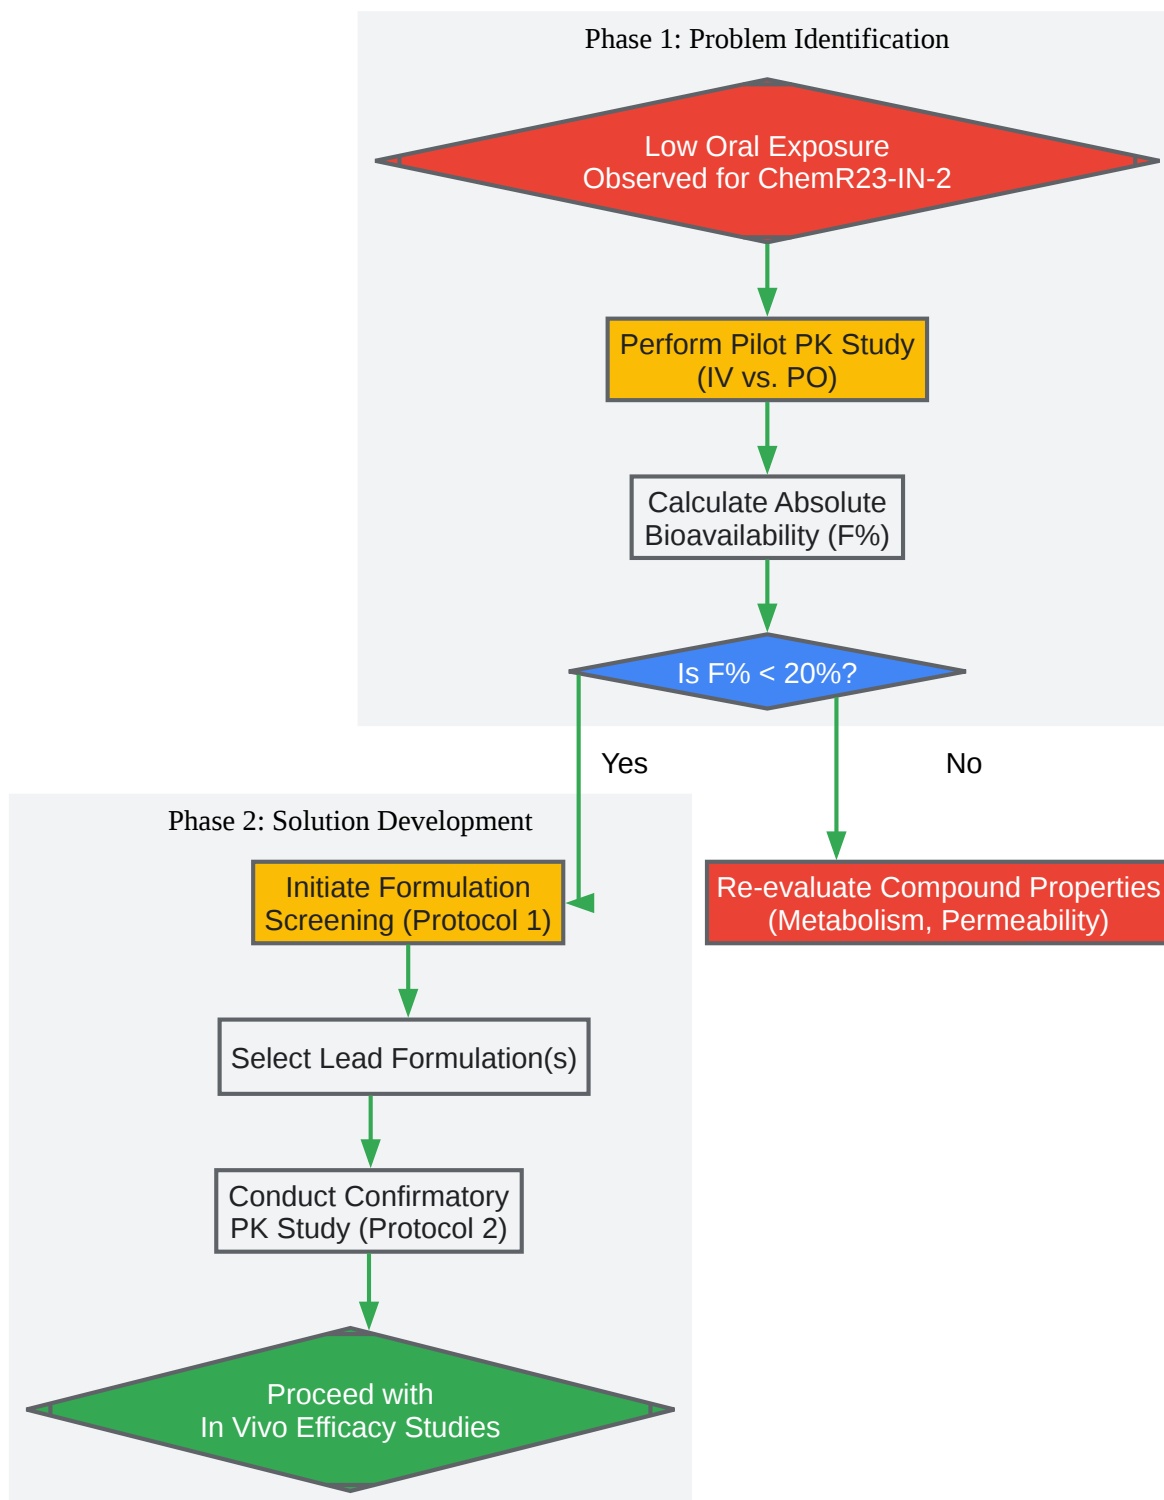 Phase 1: Problem Identification
Low Oral Exposure
Observed for ChemR23-IN-2
Perform Pilot PK Study
(IV vs. PO)
Calculate Absolute
Bioavailability (F%)
Is F% < 20%?
Yes
No
Phase 2: Solution Development
Initiate Formulation
Screening (Protocol 1)
Re-evaluate Compound Properties
(Metabolism, Permeability)
Select Lead Formulation(s)
Conduct Confirmatory
PK Study (Protocol 2)
Proceed with
In Vivo Efficacy Studies